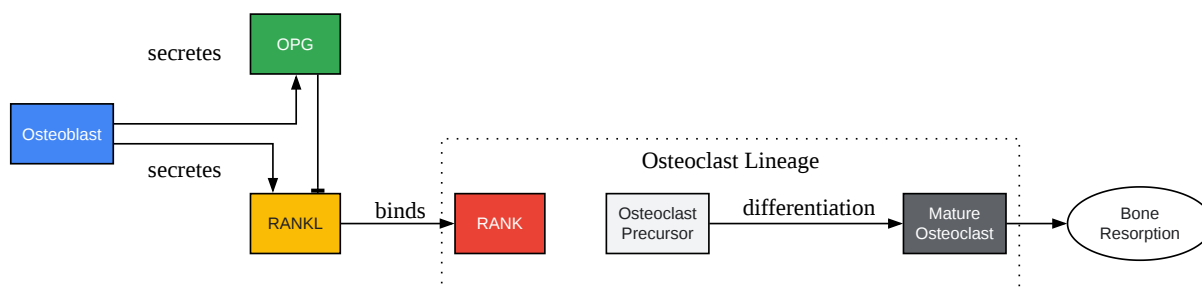 OPG
secretes
Osteoblast
secretes
Osteoclast Lineage
RANKL
binds
RANK
Osteoclast
Precursor
differentiation
Mature
Osteoclast
Bone
Resorption